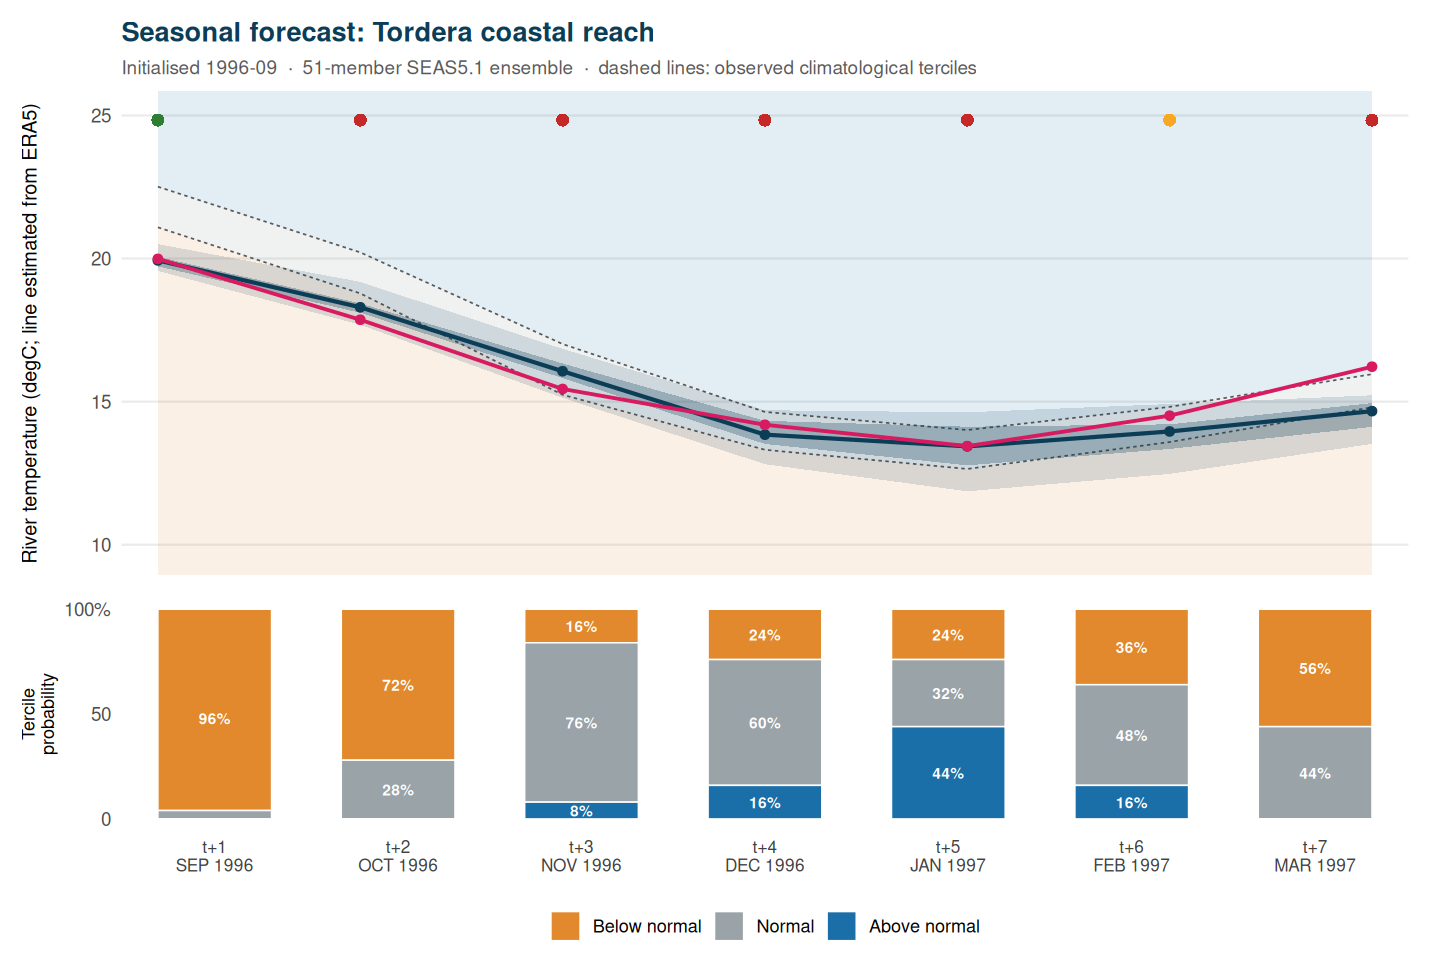 Seasonal forecast: Tordera coastal reach
Initialised 1996-09 · 51-member SEAS5.1 ensemble · dashed lines: observed climatological terciles
River temperature (degC; line estimated from ERA5)
25
20
15
10
Tercile
probability
100%
50
0
96%
72%
28%
16%
76%
8%
24%
60%
16%
24%
32%
44%
36%
48%
16%
56%
44%
t+1
SEP 1996
t+2
OCT 1996
t+3
NOV 1996
t+4
DEC 1996
t+5
JAN 1997
t+6
FEB 1997
t+7
MAR 1997
Below normal
Normal
Above normal